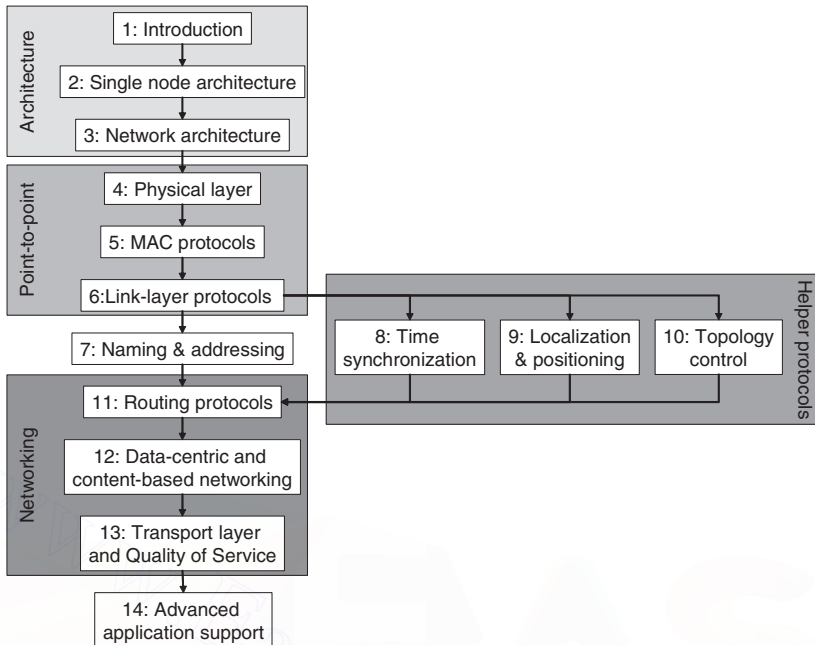 Architecture
1: Introduction
2: Single node architecture
3: Network architecture
Point-to-point
4: Physical layer
5: MAC protocols
6:Link-layer protocols
7: Naming & addressing
Helper protocols
8: Time
synchronization
9: Localization
& positioning
10: Topology
control
Networking
11: Routing protocols
12: Data-centric and
content-based networking
13: Transport layer
and Quality of Service
14: Advanced
application support